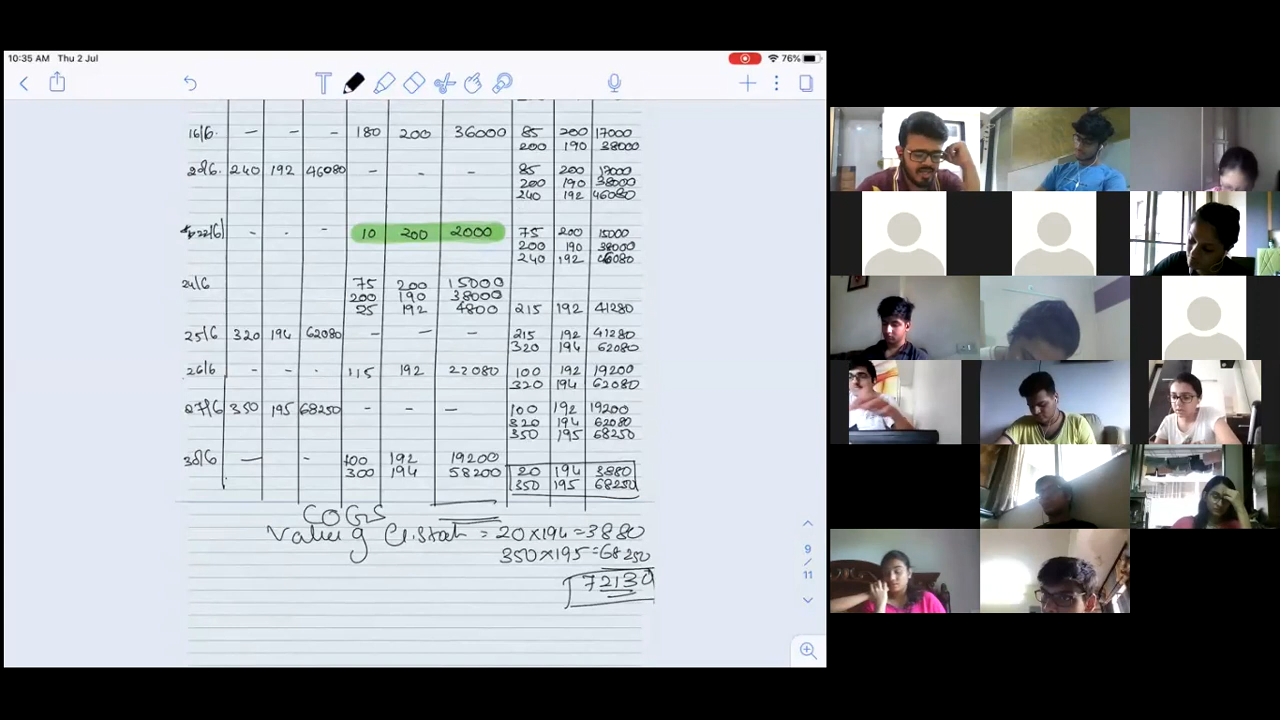 10:35 AM Thu 2 Jul
76%
T
16/6. — — — 180 200 36000 85 200 17000
200 190 38000
240 192 46080 — - - 85 200 17000
200 190 38000
240 192 46080
22/6 - - - 10 200 2000 75 200 15000
200 190 38000
240 192 46080
24/6 75 200 15000
200 190 38000
25 192 4800 215 192 41280
25/6 320 194 62080 — — - 215 192 41280
320 194 62080
26/6 - - . 115 192 22080 100 192 19200
320 194 62080
27/6 350 195 68250 - - — 100 192 19200
320 194 62080
350 195 68250
30/6 — - 100 192 19200
300 194 58200 20 194 3880
350 195 68250
COGS
Value of Cl. Stock = 20×194=3880
350×195=68250
72130
9
/
11